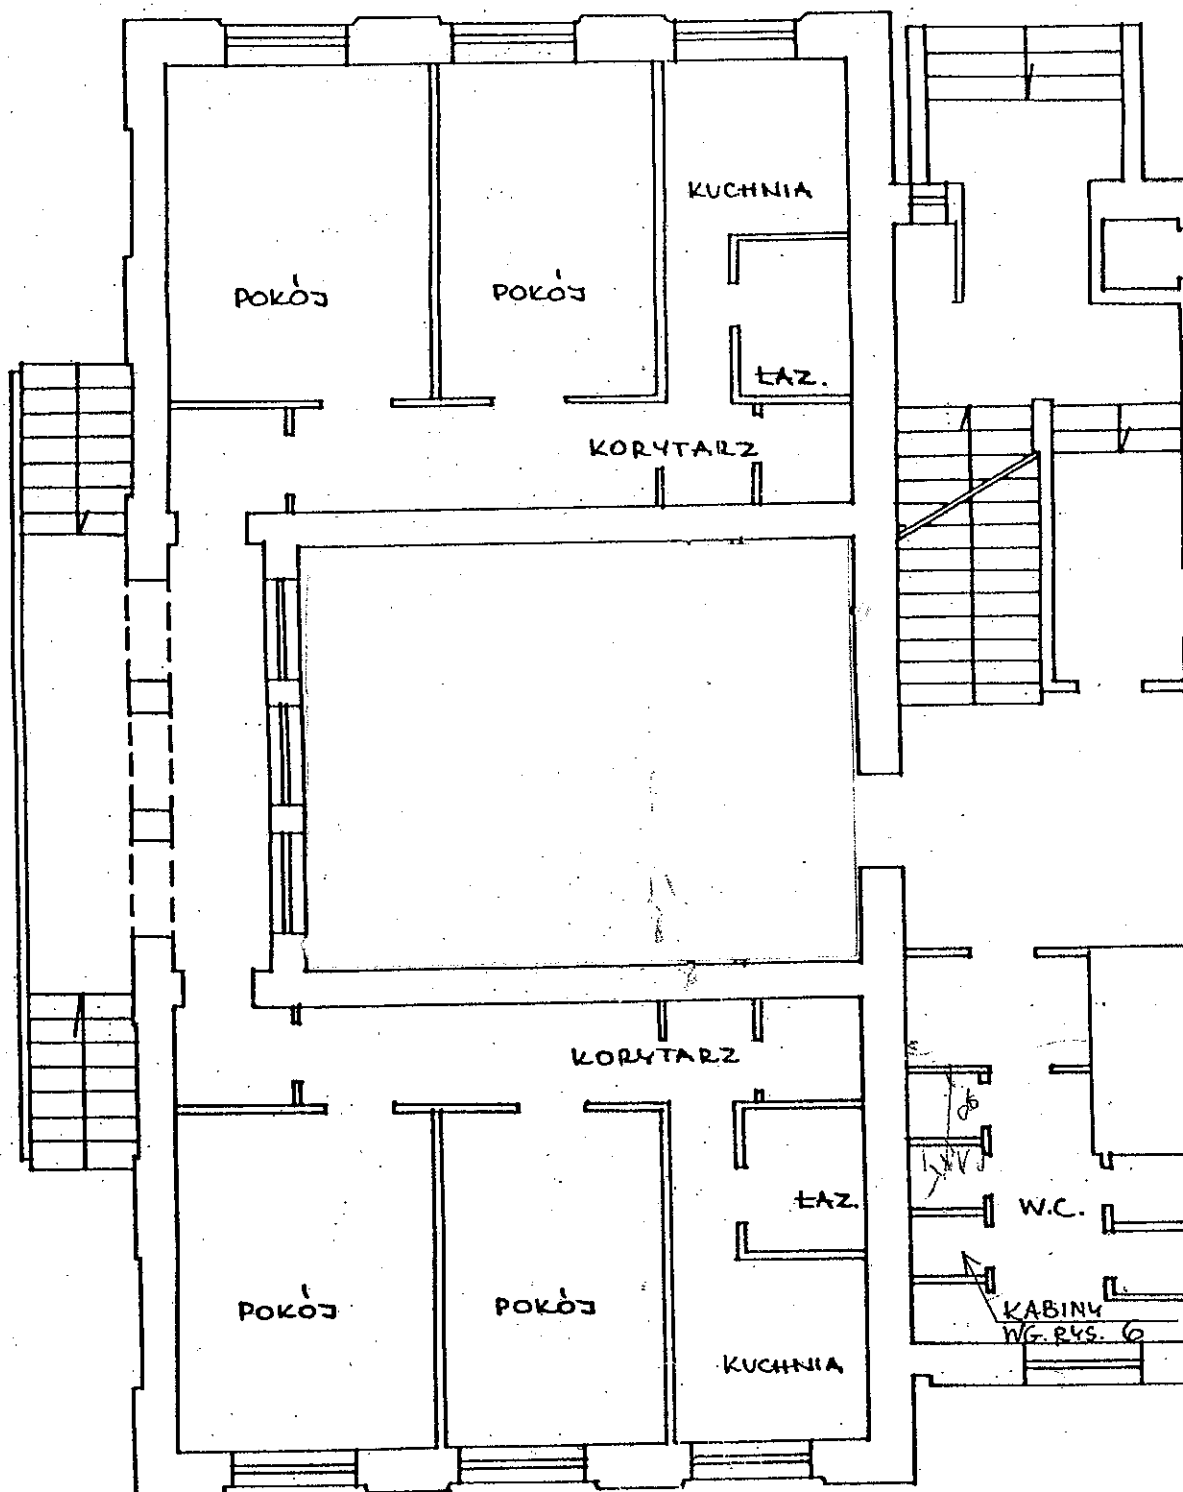 KUCHNIA
POKÓJ
POKÓJ
ŁAZ.
KORYTARZ
KORYTARZ
ŁAZ.
W.C.
POKÓJ
POKÓJ
KABINY
WG. RYS. 6
KUCHNIA